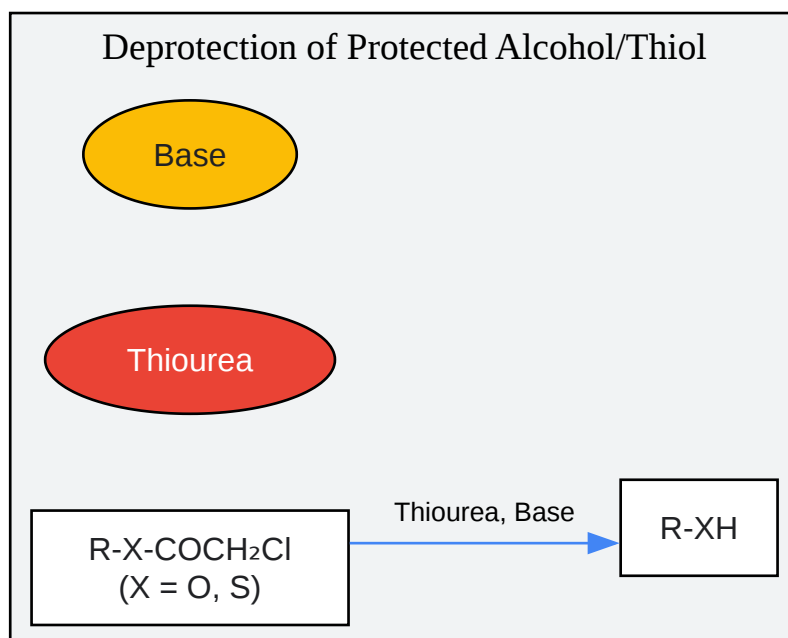 Deprotection of Protected Alcohol/Thiol
Base
Thiourea
Thiourea, Base
R-X-COCH₂Cl
(X = O, S)
R-XH